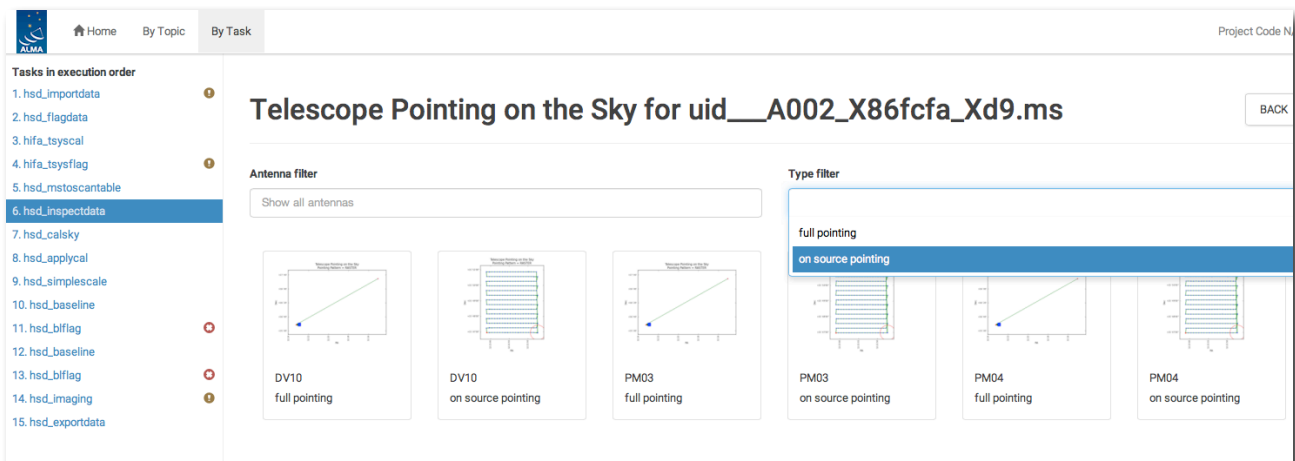 ALMA
Home
By Topic
By Task
Project Code N/
Tasks in execution order
1. hsd_importdata
2. hsd_flagdata
3. hifa_tsyscal
4. hifa_tsysflag
5. hsd_mstoscantable
6. hsd_inspectdata
7. hsd_calsky
8. hsd_applycal
9. hsd_simplescale
10. hsd_baseline
11. hsd_blflag
12. hsd_baseline
13. hsd_blflag
14. hsd_imaging
15. hsd_exportdata
Telescope Pointing on the Sky for uid___A002_X86fcfa_Xd9.ms
BACK
Antenna filter
Show all antennas
Type filter
full pointing
on source pointing
DV10
full pointing
DV10
on source pointing
PM03
full pointing
PM03
on source pointing
PM04
full pointing
PM04
on source pointing